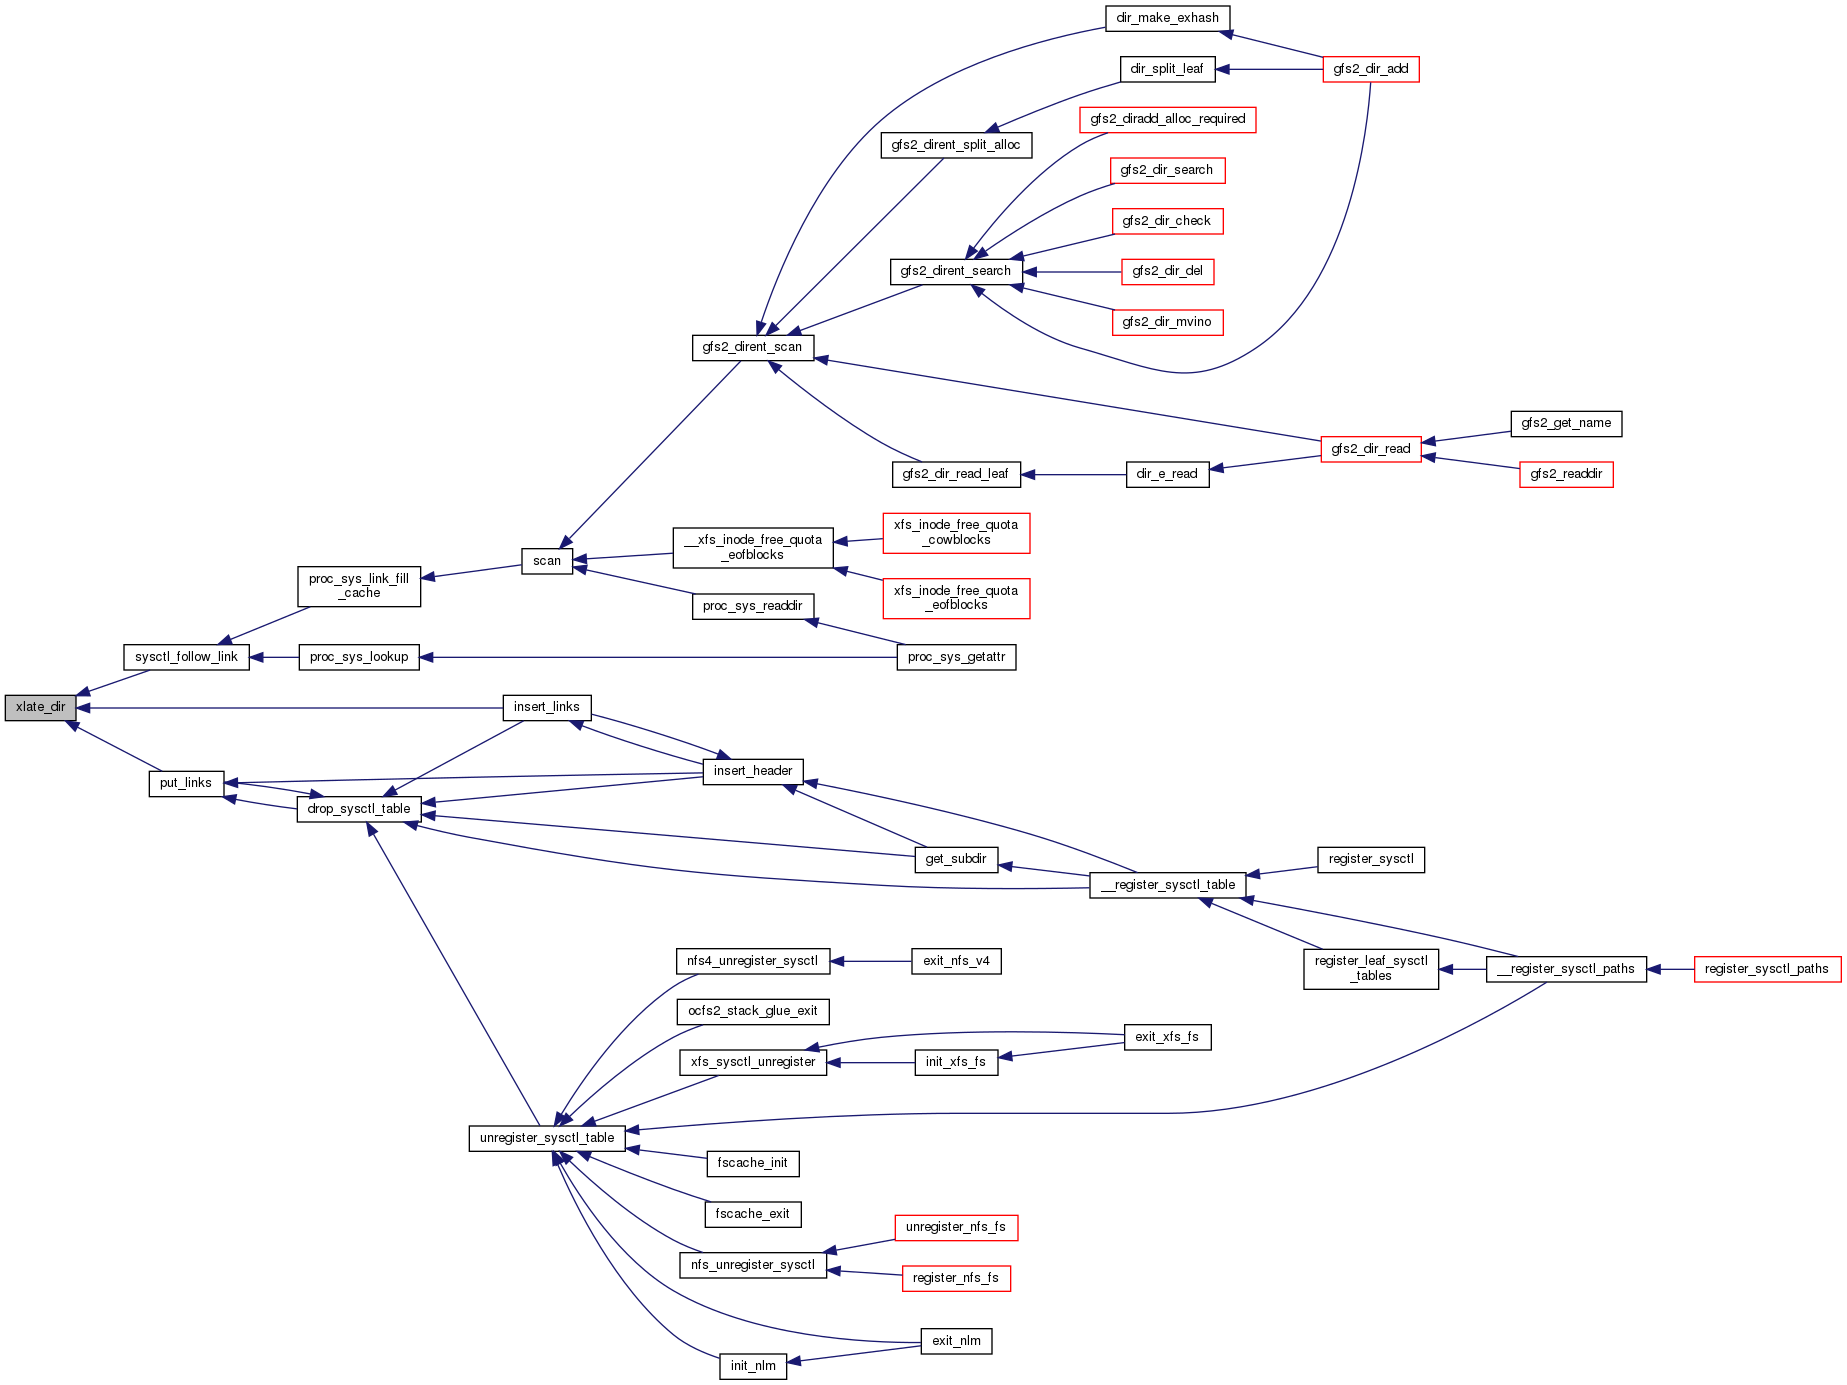 dir_make_exhash
dir_split_leaf
gfs2_dir_add
gfs2_diradd_alloc_required
gfs2_dirent_split_alloc
gfs2_dir_search
gfs2_dir_check
gfs2_dirent_search
gfs2_dir_del
gfs2_dir_mvino
gfs2_dirent_scan
gfs2_get_name
gfs2_dir_read
gfs2_dir_read_leaf
dir_e_read
gfs2_readdir
xfs_inode_free_quota
_cowblocks
__xfs_inode_free_quota
_eofblocks
scan
proc_sys_link_fill
_cache
xfs_inode_free_quota
_eofblocks
proc_sys_readdir
sysctl_follow_link
proc_sys_lookup
proc_sys_getattr
xlate_dir
insert_links
insert_header
put_links
drop_sysctl_table
get_subdir
register_sysctl
__register_sysctl_table
nfs4_unregister_sysctl
exit_nfs_v4
register_leaf_sysctl
_tables
__register_sysctl_paths
register_sysctl_paths
ocfs2_stack_glue_exit
exit_xfs_fs
xfs_sysctl_unregister
init_xfs_fs
unregister_sysctl_table
fscache_init
fscache_exit
unregister_nfs_fs
nfs_unregister_sysctl
register_nfs_fs
exit_nlm
init_nlm